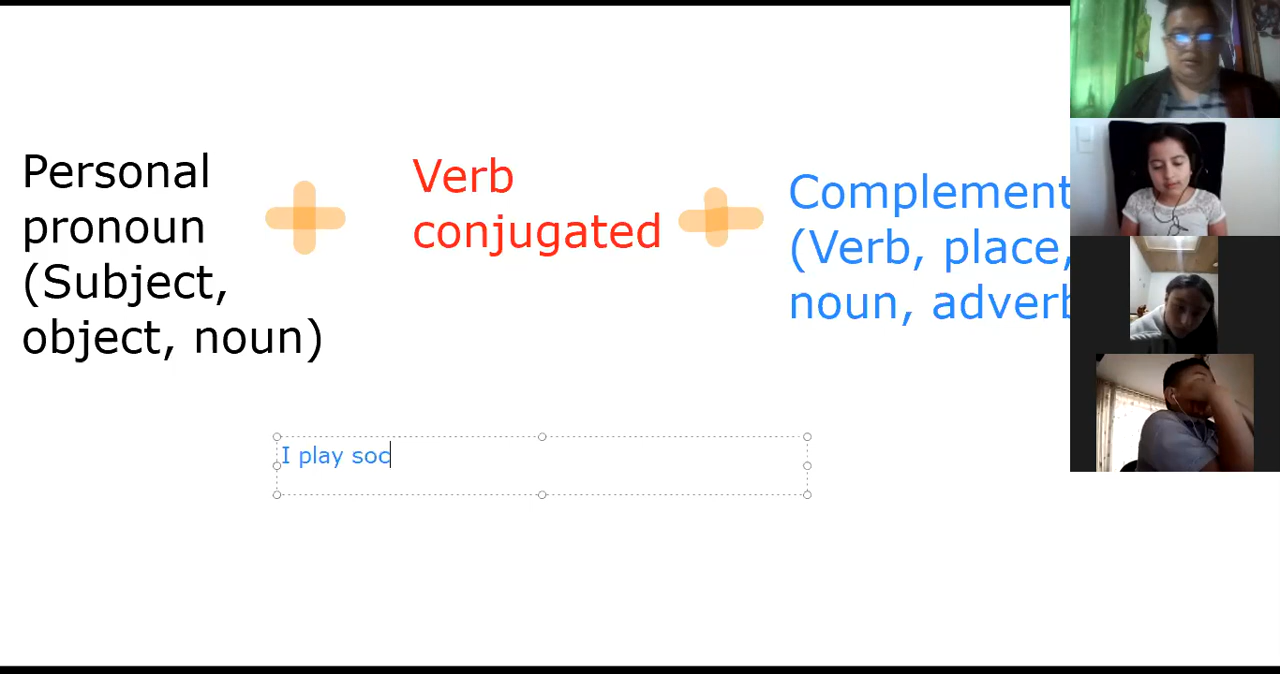 Personal
pronoun
(Subject,
object, noun)
Verb
conjugated
Complement
(Verb, place,
noun, adverb
I play soc